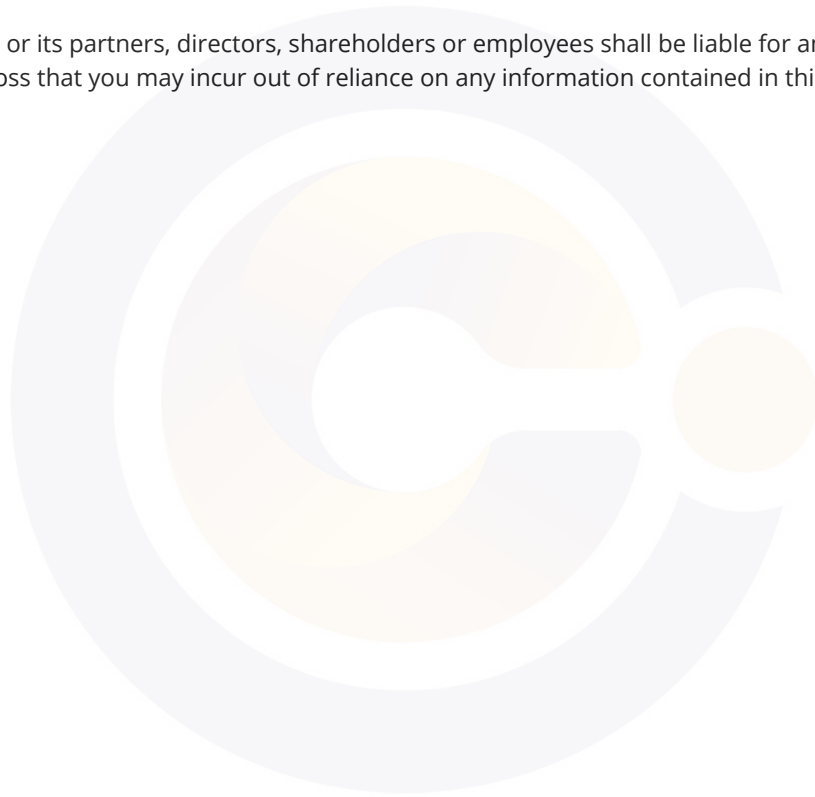 or its partners, directors, shareholders or employees shall be liable for
oss that you may incur out of reliance on any information contained in